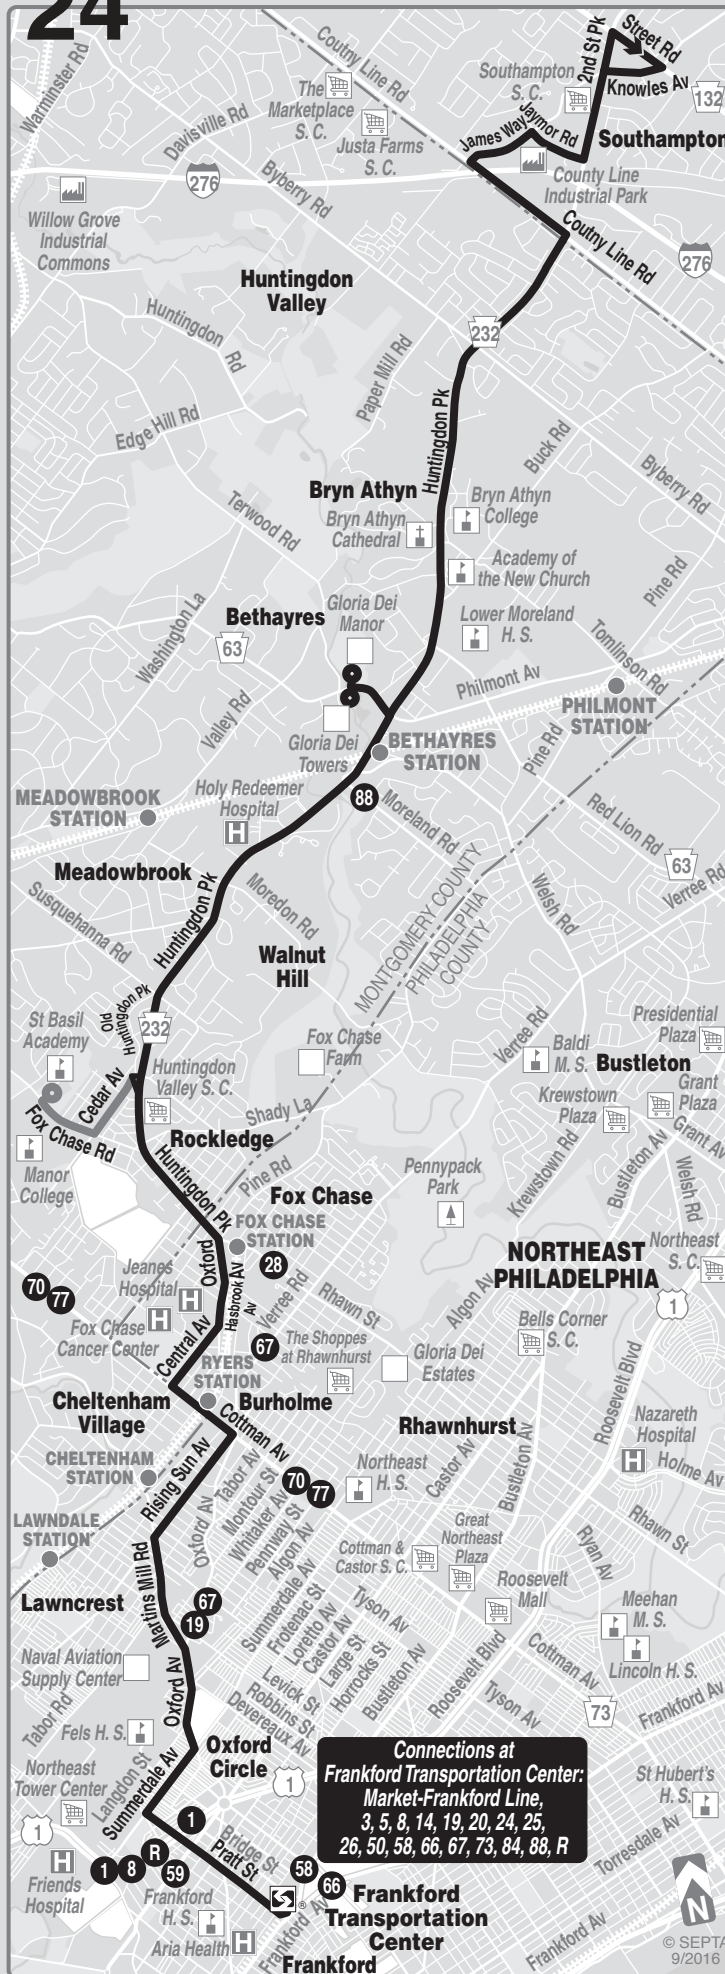 24
Warminster Rd
Coutny Line Rd
2nd St Pk
Street Rd
Knowles Av
132
Southampton
S. C.
The
Marketplace
S. C.
Justa Farms
S. C.
Davisville Rd
James Way
Jaymor Rd
Southampton
276
Byberry Rd
County Line
Industrial Park
Willow Grove
Industrial
Commons
Coutny Line Rd
276
Huntingdon
Valley
Huntingdon Rd
232
Paper Mill Rd
Huntingdon Pk
Edge Hill Rd
Buck Rd
Byberry Rd
Bryn Athyn
Bryn Athyn
College
Bryn Athyn
Cathedral
Terwood Rd
Academy of
the New Church
Pine Rd
Washington La
Bethayres
Gloria Dei
Manor
Lower Moreland
H. S.
63
Tomlinson Rd
Philmont Av
PHILMONT
STATION
Valley Rd
Gloria Dei
Towers
BETHAYRES
STATION
Pine Rd
MEADOWBROOK
STATION
Holy Redeemer
Hospital
88
Moreland Rd
Red Lion Rd
63
Verree Rd
Meadowbrook
Huntingdon Pk
Moredon Rd
MONTGOMERY COUNTY
PHILADELPHIA
COUNTY
Welsh Rd
Susquehanna Rd
Walnut
Hill
Old
Huntingdon Pk
St Basil
Academy
232
Fox Chase
Farm
Verree Rd
Baldi
M. S.
Presidential
Plaza
Bustleton
Cedar Av
Huntingdon
Valley S. C.
Krewstown
Plaza
Grant
Plaza
Fox Chase Rd
Shady La
Rockledge
Grant Av
Manor
College
Huntingdon Pk
Pine Rd
Pennypack
Park
Krewstown Rd
Bustleton Av
Welsh Rd
Fox Chase
FOX CHASE
STATION
NORTHEAST
PHILADELPHIA
Northeast
S. C.
Jeanes
Hospital
Oxford
Hasbrook Av
Av
28
70
77
Verree Rd
Rhawn St
Algon Av
1
Fox Chase
Cancer Center
Central Av
67
The Shoppes
at Rhawnhurst
Gloria Dei
Estates
Bells Corner
S. C.
RYERS
STATION
Roosevelt Blvd
Cheltenham
Village
Burholme
Cottman Av
Rhawnhurst
Nazareth
Hospital
CHELTENHAM
STATION
Rising Sun Av
Northeast
H. S.
Castor Av
Bustleton Av
Holme Av
70
77
Oxford Av
Tabor Av
Montour St
Whitaker Av
Pennway St
Algon Av
Summerdale Av
Frotenac St
Loretto Av
Castor Av
Large St
Horrocks St
Bustleton Av
LAWNDALE
STATION
Great
Northeast
Plaza
Cottman &
Castor S. C.
Rhawn St
Ryan Av
Martins Mill Rd
Roosevelt
Mall
Lawncrest
67
19
Tyson Av
Meehan
M. S.
Lincoln H. S.
Naval Aviation
Supply Center
Oxford Av
Levick St
Robbins St
Devereaux Av
Roosevelt Blvd
Cottman Av
Tyson Av
73
Frankford Av
Tabor Rd
Fels H. S.
Langdon St
Summerdale Av
Oxford
Circle
1
Northeast
Tower Center
1
Connections at
Frankford Transportation Center:
Market-Frankford Line,
3, 5, 8, 14, 19, 20, 24, 25,
26, 50, 58, 66, 67, 73, 84, 88, R
St Hubert's
H. S.
Torresdale Av
1
Bridge St
Pratt St
1
8
R
59
58
66
Friends
Hospital
Frankford
H. S.
Frankford
Transportation
Center
®
Aria Health
Frankford Av
Frankford
Frankford Av
N
© SEPTA
9/2016